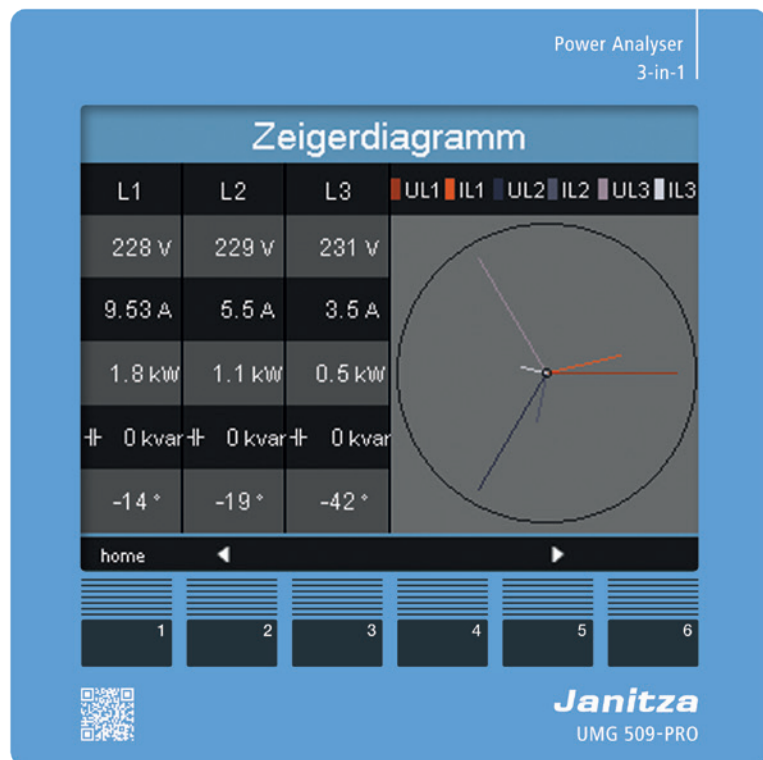 Power Analyser
3-in-1
Zeigerdiagramm
L1 L2 L3 UL1 IL1 UL2 IL2 UL3 IL3
228 V 229 V 231 V
9.53 A 5.5 A 3.5 A
1.8 kW 1.1 kW 0.5 kW
0 kvar 0 kvar 0 kvar
-14 ° -19 ° -42 °
home
1 2 3 4 5 6
Janitza
UMG 509-PRO